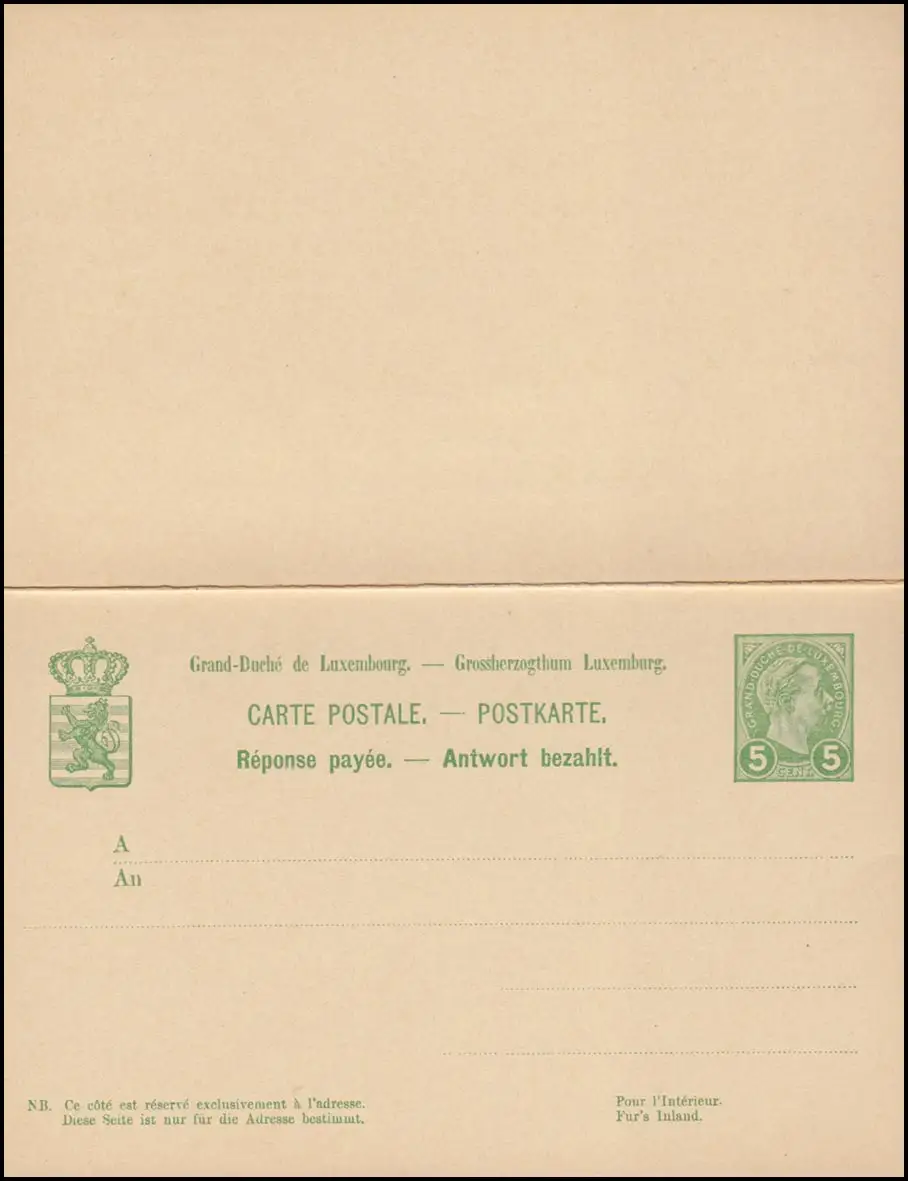 Grand-Duché de Luxembourg. — Grossherzogthum Luxemburg.
CARTE POSTALE. — POSTKARTE.
Réponse payée. — Antwort bezahlt.
GRAND-DUCHÉ DE LUXEMBOURG
5 CENT. 5
A
An
NB. Ce côté est réservé exclusivement à l'adresse.
Diese Seite ist nur für die Adresse bestimmt.
Pour l'Intérieur.
Fur's Inland.